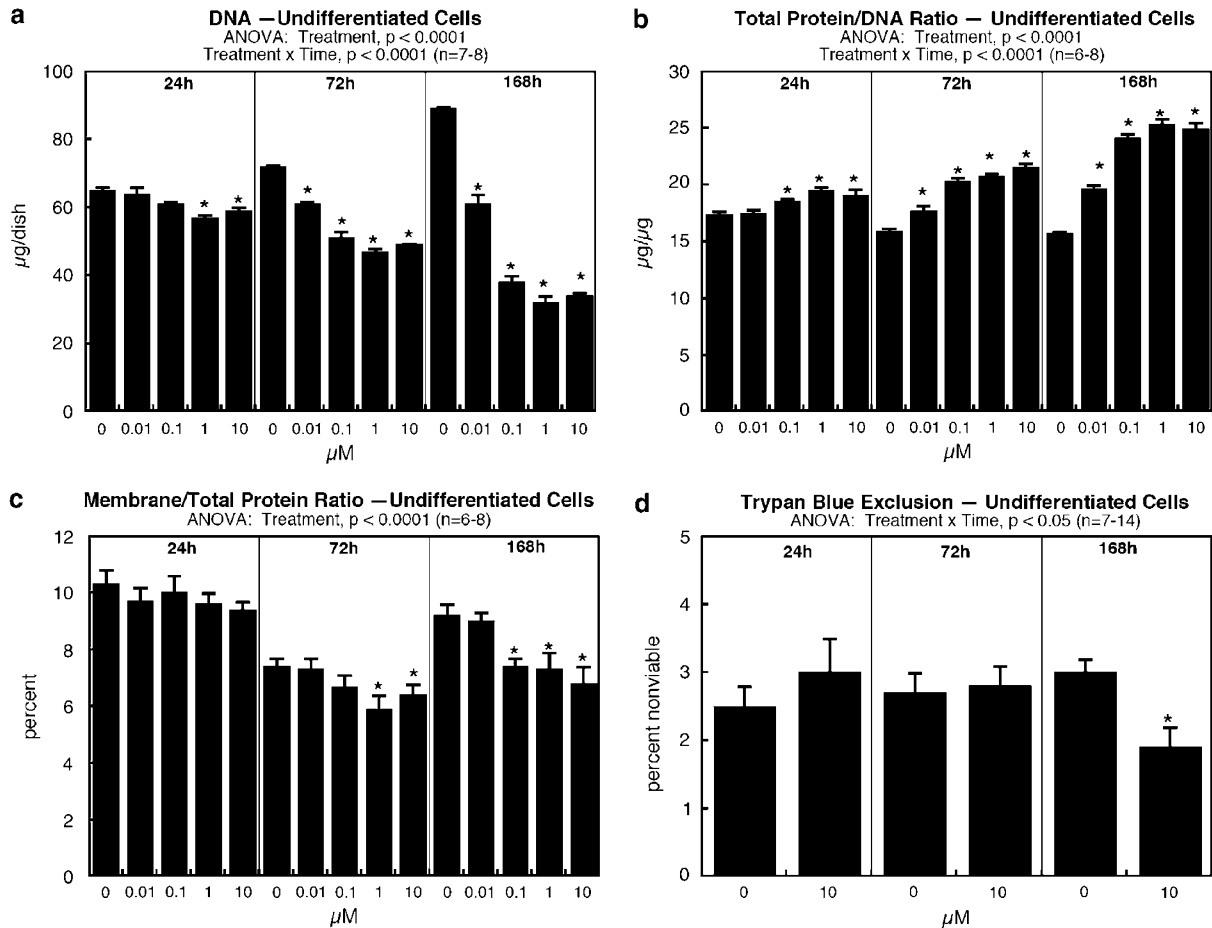 a
DNA — Undifferentiated Cells
ANOVA: Treatment, p < 0.0001
Treatment x Time, p < 0.0001 (n=7-8)
100
80
60
40
20
0
µg/dish
24h
72h
168h
* * * * * * * * * *
0 0.01 0.1 1 10 0 0.01 0.1 1 10 0 0.01 0.1 1 10
µM
b
Total Protein/DNA Ratio — Undifferentiated Cells
ANOVA: Treatment, p < 0.0001
Treatment x Time, p < 0.0001 (n=6-8)
30
25
20
15
10
5
0
µg/µg
24h
72h
168h
* * * * * * * * * * *
0 0.01 0.1 1 10 0 0.01 0.1 1 10 0 0.01 0.1 1 10
µM
c
Membrane/Total Protein Ratio — Undifferentiated Cells
ANOVA: Treatment, p < 0.0001 (n=6-8)
12
10
8
6
4
2
0
percent
24h
72h
168h
* * * * *
0 0.01 0.1 1 10 0 0.01 0.1 1 10 0 0.01 0.1 1 10
µM
d
Trypan Blue Exclusion — Undifferentiated Cells
ANOVA: Treatment x Time, p < 0.05 (n=7-14)
5
4
3
2
1
0
percent nonviable
24h
72h
168h
*
0 10 0 10 0 10
µM